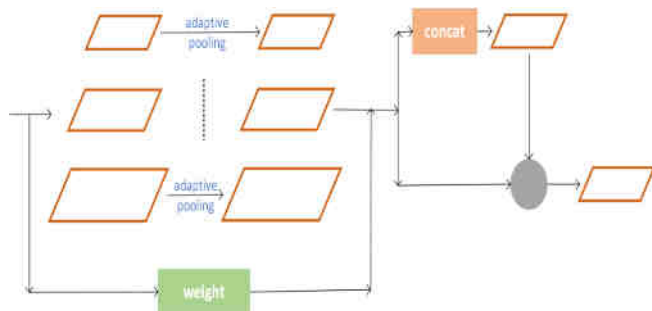 adaptive
pooling
concat
adaptive
pooling
weight